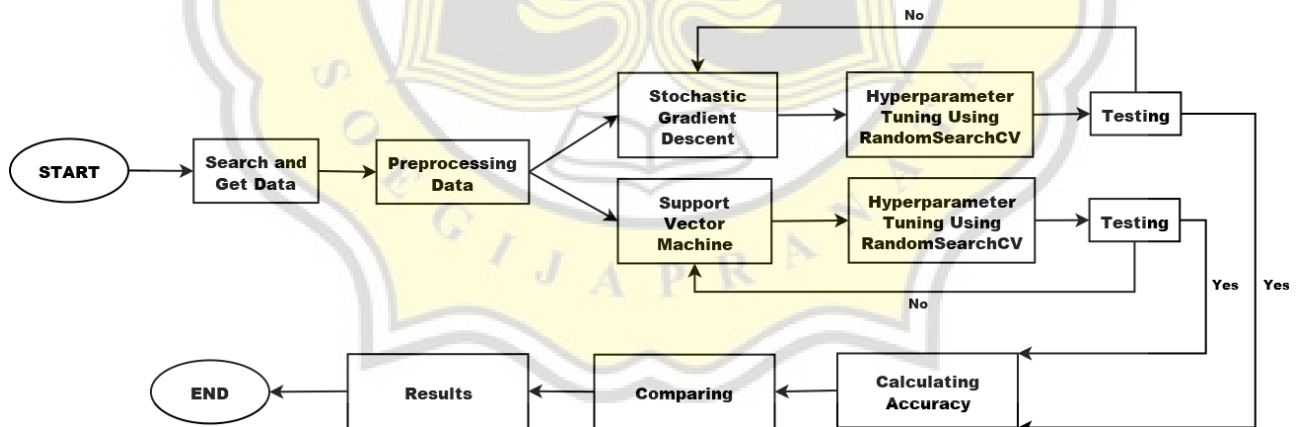 No
Stochastic
Gradient
Descent
Hyperparameter
Tuning Using
RandomSearchCV
Testing
START
Search and
Get Data
Preprocessing
Data
Support
Vector
Machine
Hyperparameter
Tuning Using
RandomSearchCV
Testing
No
Yes
Yes
END
Results
Comparing
Calculating
Accuracy
SOEGIJAPRANATA